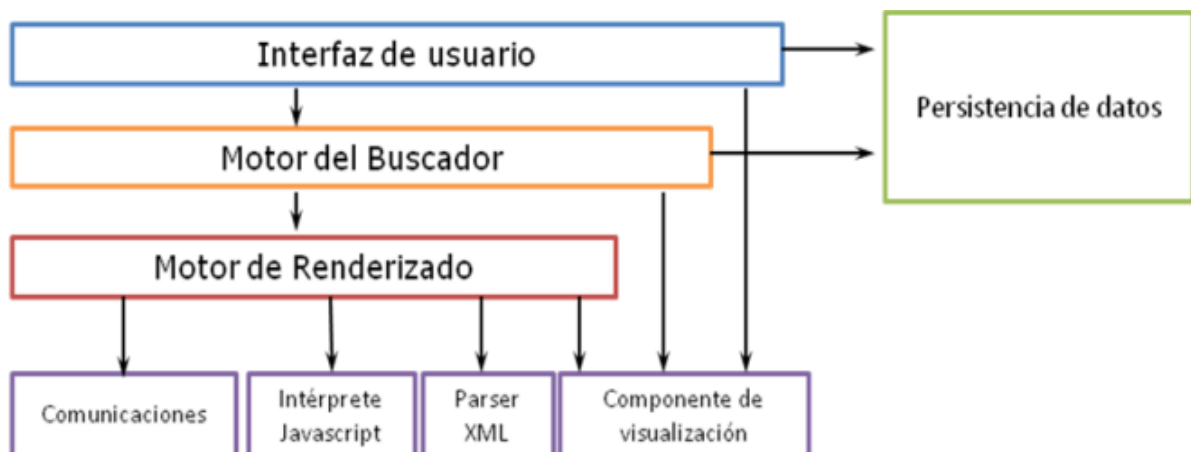 Interfaz de usuario
Persistencia de datos
Motor del Buscador
Motor de Renderizado
Comunicaciones
Intérprete
Javascript
Parser
XML
Componente de
visualización